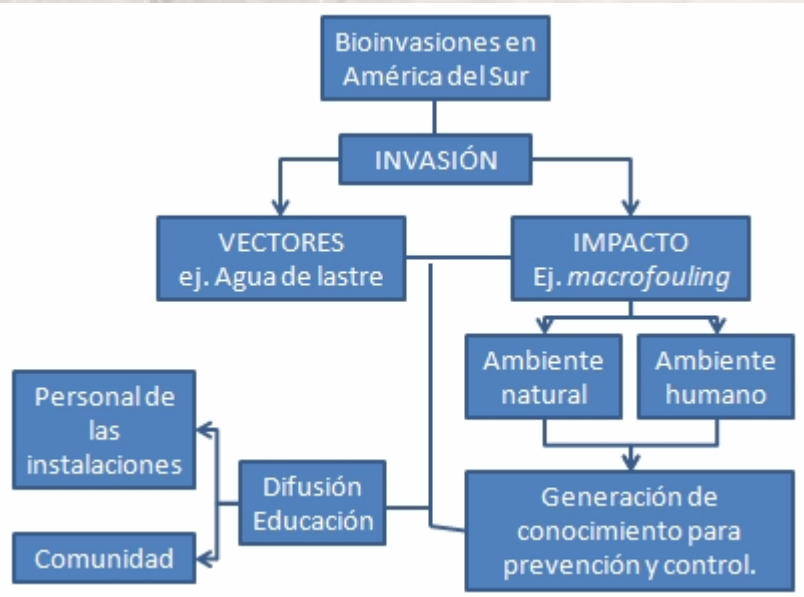 Bioinvasiones en
América del Sur
INVASIÓN
VECTORES
ej. Agua de lastre
IMPACTO
Ej. macrofouling
Ambiente
natural
Ambiente
humano
Personal de
las
instalaciones
Difusión
Educación
Comunidad
Generación de
conocimiento para
prevención y control.